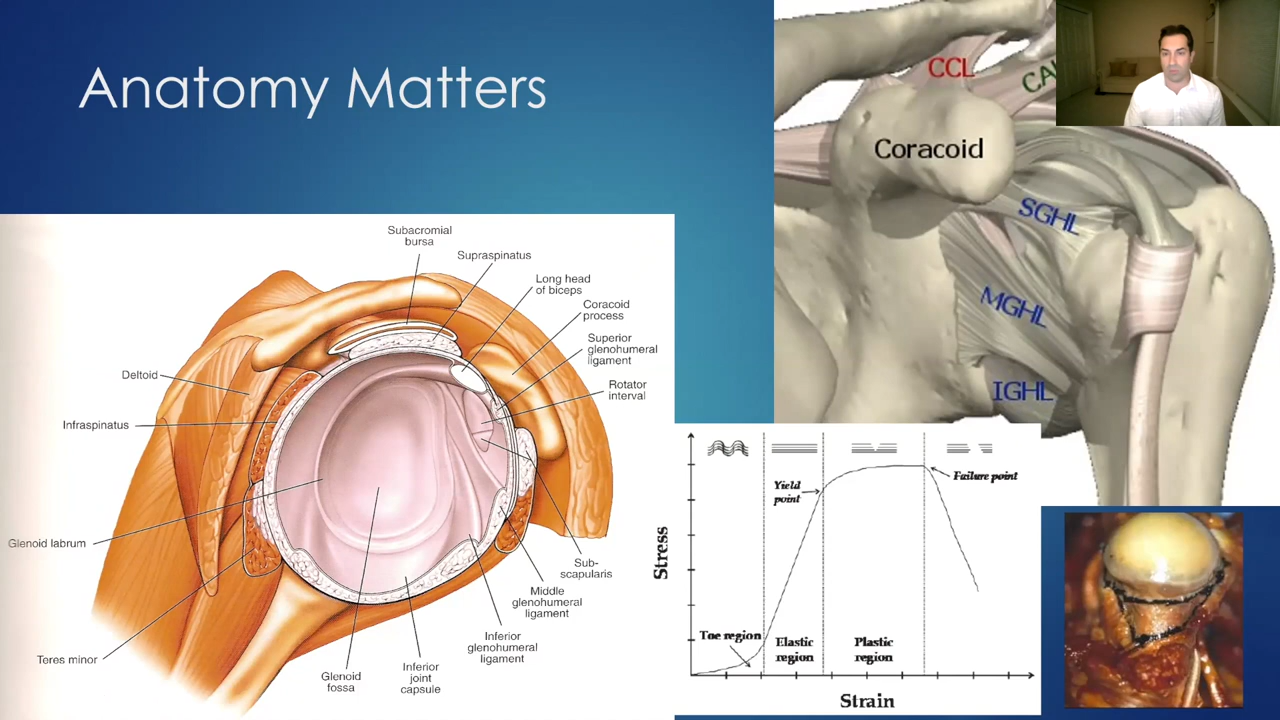 Anatomy Matters
Subacromial
bursa
Supraspinatus
Long head
of biceps
Coracoid
process
Superior
glenohumeral
ligament
Rotator
interval
Deltoid
Infraspinatus
Glenoid labrum
Teres minor
Glenoid
fossa
Inferior
joint
capsule
Inferior
glenohumeral
ligament
Middle
glenohumeral
ligament
Sub-
scapularis
CCL
Coracoid
SGHL
MGHL
IGHL
Yield
point
Failure point
Stress
Toe region
Elastic
region
Plastic
region
Strain